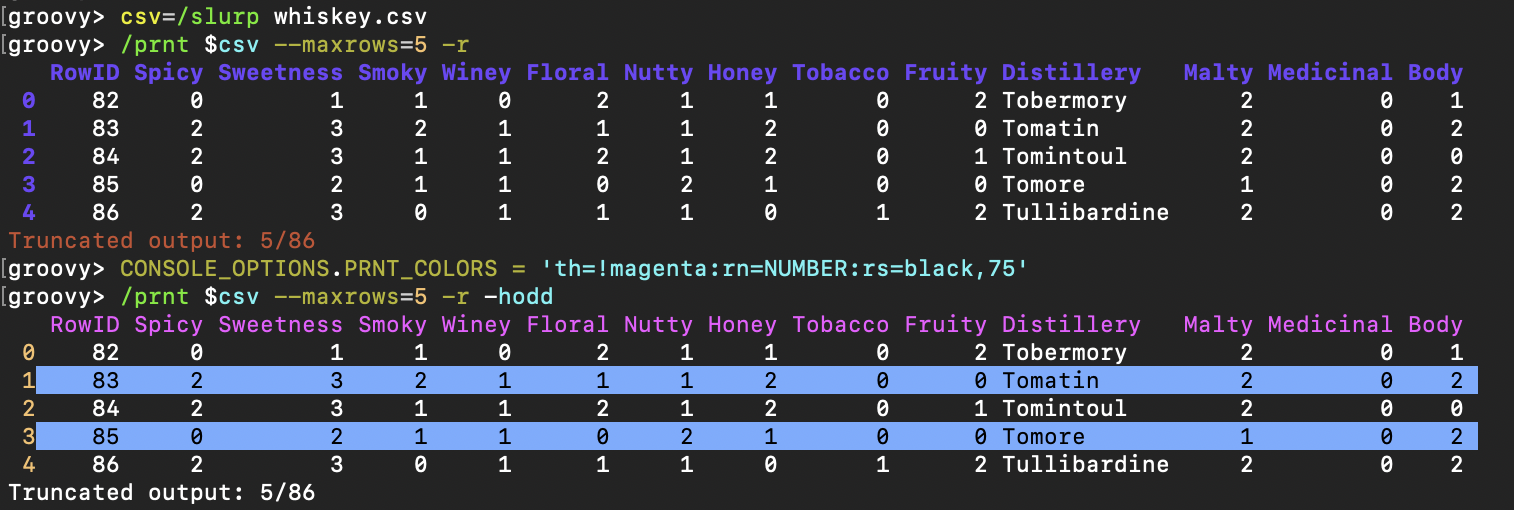 groovy> csv=/slurp whiskey.csv
groovy> /prnt $csv --maxrows=5 -r
RowID Spicy Sweetness Smoky Winey Floral Nutty Honey Tobacco Fruity Distillery Malty Medicinal Body
0 82 0 1 1 0 2 1 1 0 2 Tobermory 2 0 1
1 83 2 3 2 1 1 1 2 0 0 Tomatin 2 0 2
2 84 2 3 1 1 2 1 2 0 1 Tomintoul 2 0 0
3 85 0 2 1 1 0 2 1 0 0 Tomore 1 0 2
4 86 2 3 0 1 1 1 0 1 2 Tullibardine 2 0 2
Truncated output: 5/86
groovy> CONSOLE_OPTIONS.PRNT_COLORS = 'th=!magenta:rn=NUMBER:rs=black,75'
groovy> /prnt $csv --maxrows=5 -r -hodd
RowID Spicy Sweetness Smoky Winey Floral Nutty Honey Tobacco Fruity Distillery Malty Medicinal Body
0 82 0 1 1 0 2 1 1 0 2 Tobermory 2 0 1
1 83 2 3 2 1 1 1 2 0 0 Tomatin 2 0 2
2 84 2 3 1 1 2 1 2 0 1 Tomintoul 2 0 0
3 85 0 2 1 1 0 2 1 0 0 Tomore 1 0 2
4 86 2 3 0 1 1 1 0 1 2 Tullibardine 2 0 2
Truncated output: 5/86